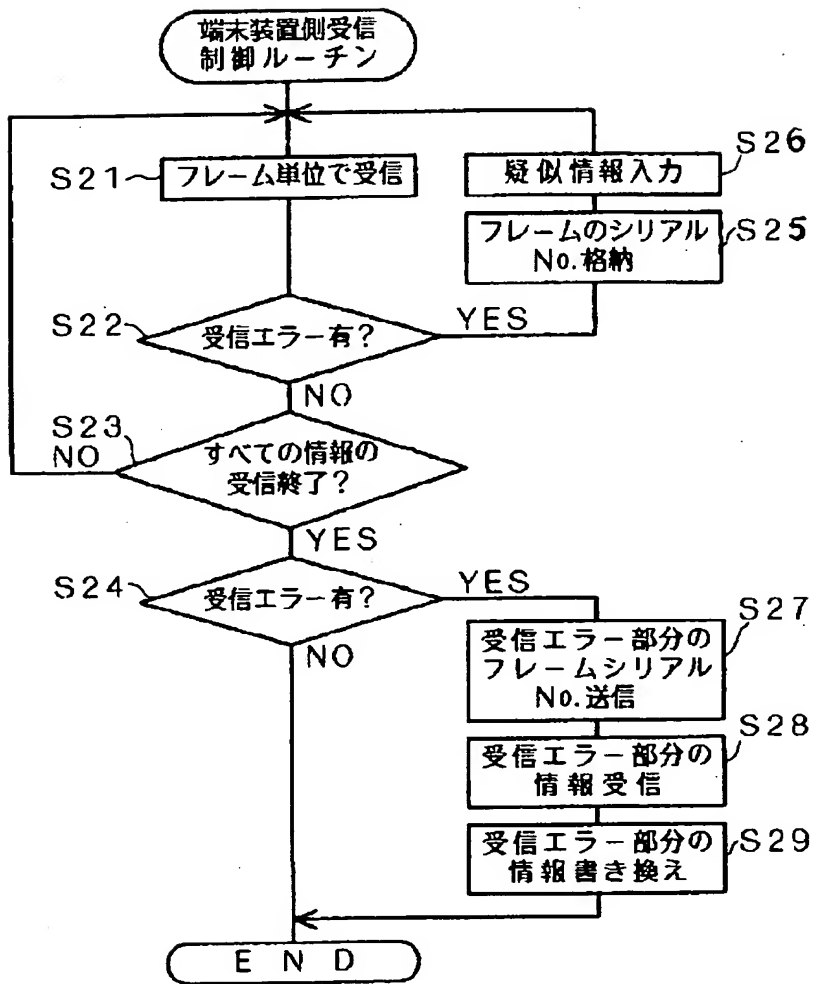 端末装置側受信
制御ルーチン
S21
フレーム単位で受信
疑似情報入力
S26
フレームのシリアル
No.格納
S25
S22
受信エラー有?
YES
NO
S23
NO
すべての情報の
受信終了?
YES
S24
受信エラー有?
YES
NO
受信エラー部分の
フレームシリアル
No.送信
S27
受信エラー部分の
情報受信
S28
受信エラー部分の
情報書き換え
S29
END